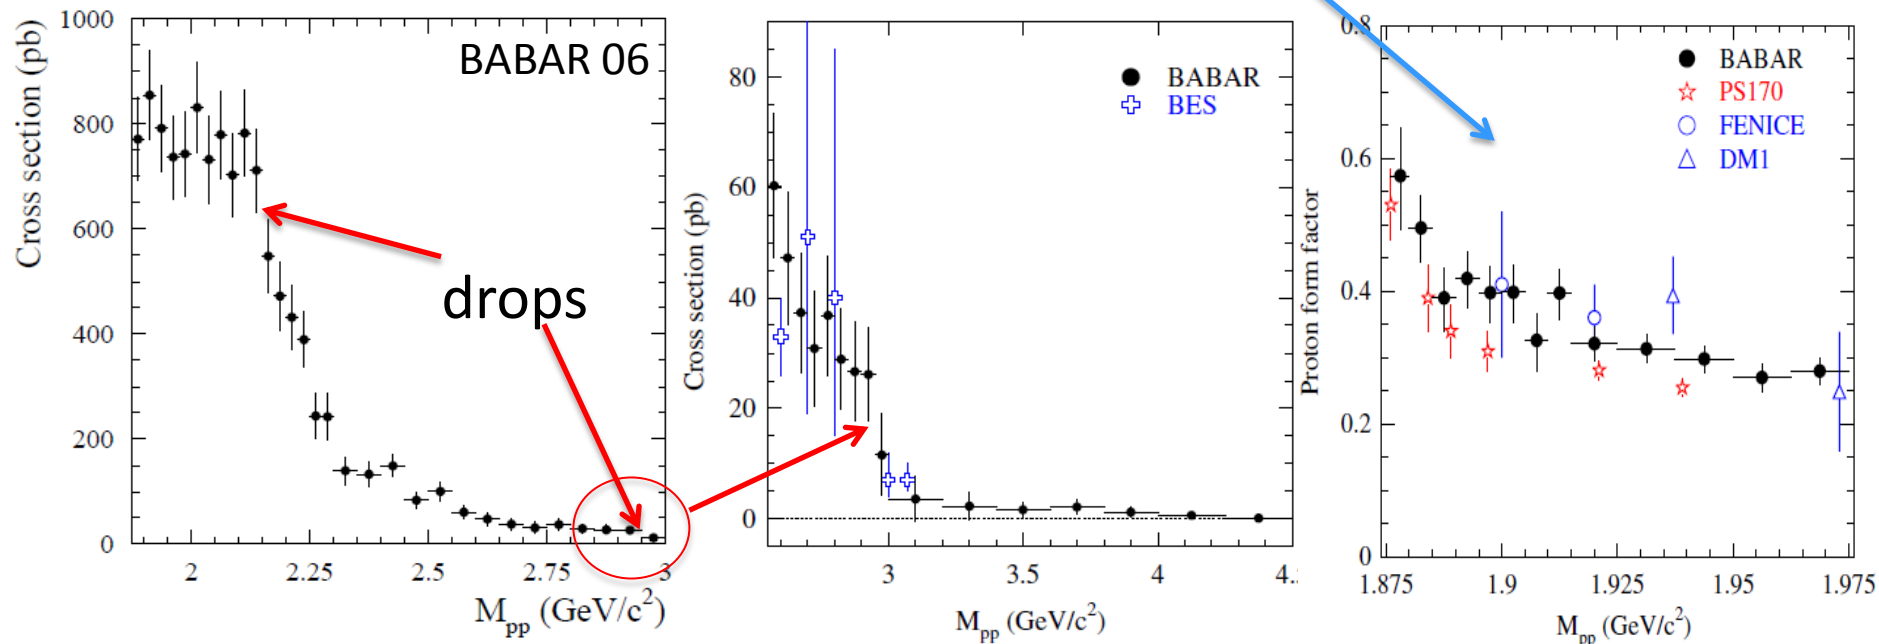 1000
800
600
400
200
0
Cross section (pb)
BABAR 06
drops
2
2.25
2.5
2.75
3
M_pp (GeV/c²)
80
60
40
20
0
Cross section (pb)
BABAR
BES
3
3.5
4
4.
M_pp (GeV/c²)
0.8
0.6
0.4
0.2
0
Proton form factor
BABAR
PS170
FENICE
DM1
1.875
1.9
1.925
1.95
1.975
M_pp (GeV/c²)